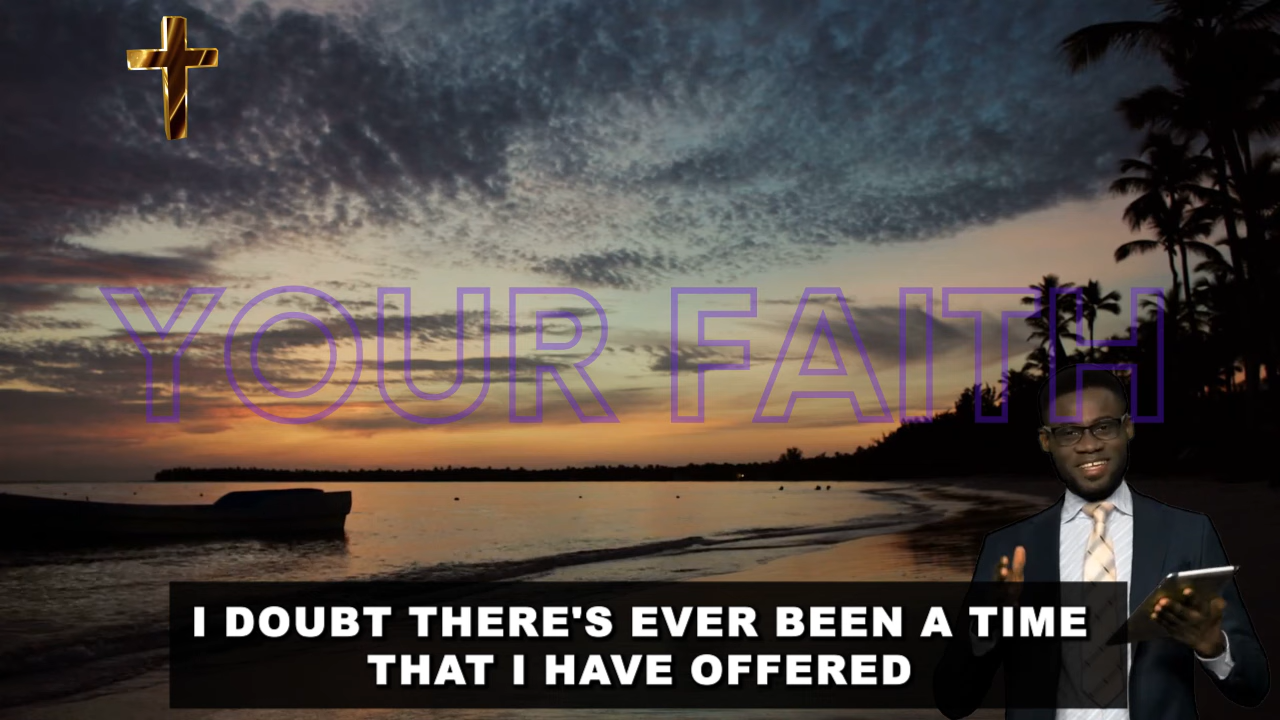 YOUR FAITH
I DOUBT THERE'S EVER BEEN A TIME
THAT I HAVE OFFERED